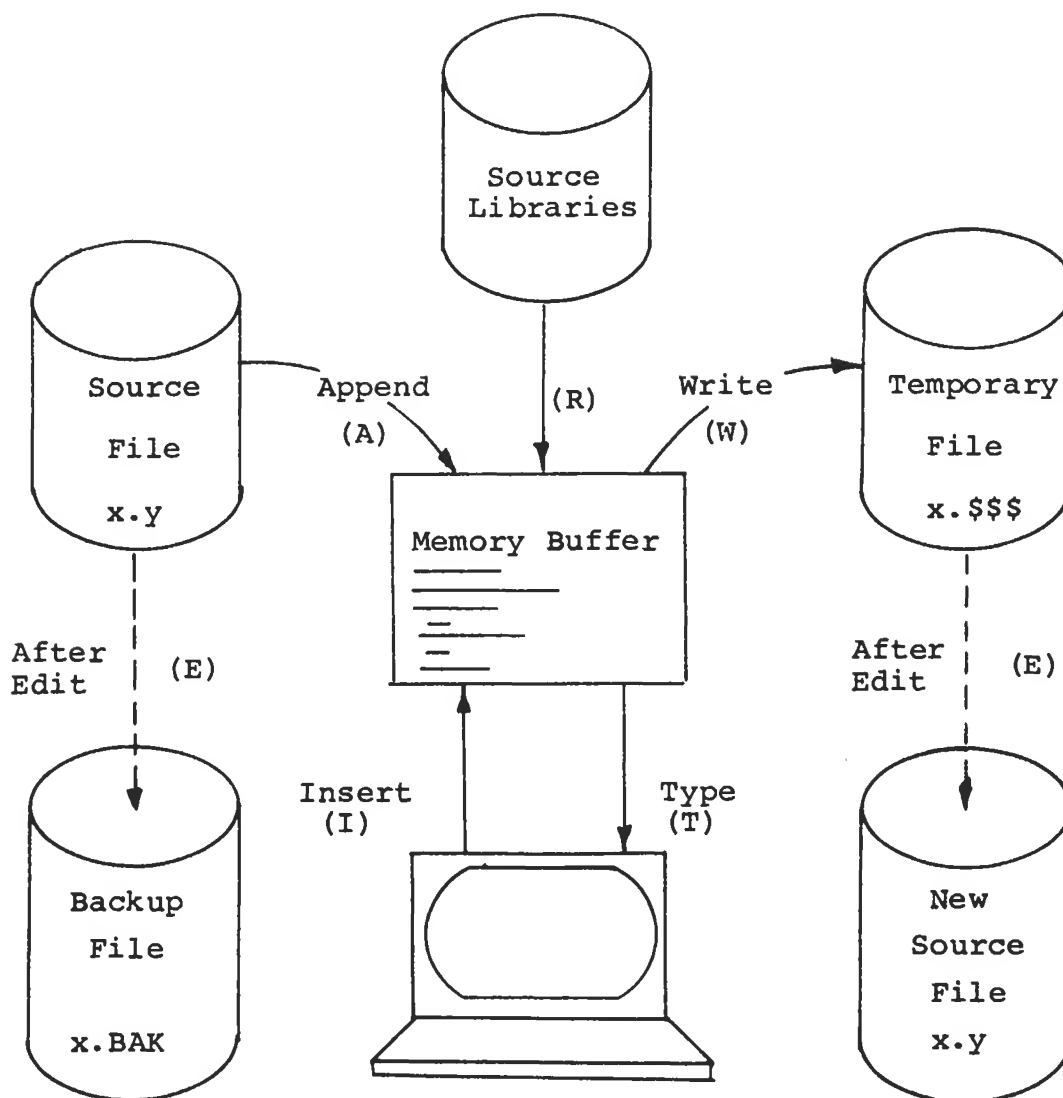 Source
Libraries
Source
File
x.y
Append
(A)
(R)
Write
(W)
Temporary
File
x.$$$
Memory Buffer
After
Edit
(E)
After
Edit
(E)
Insert
(I)
Type
(T)
Backup
File
x.BAK
New
Source
File
x.y